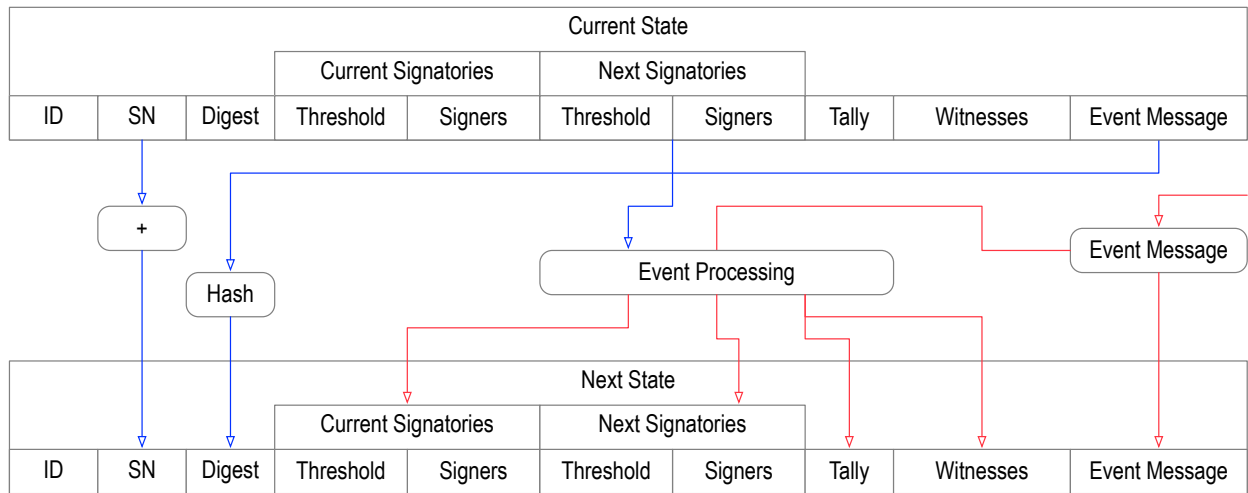 Current State
Current Signatories Next Signatories
ID SN Digest Threshold Signers Threshold Signers Tally Witnesses Event Message
+
Event Message
Event Processing
Hash
Next State
Current Signatories Next Signatories
ID SN Digest Threshold Signers Threshold Signers Tally Witnesses Event Message